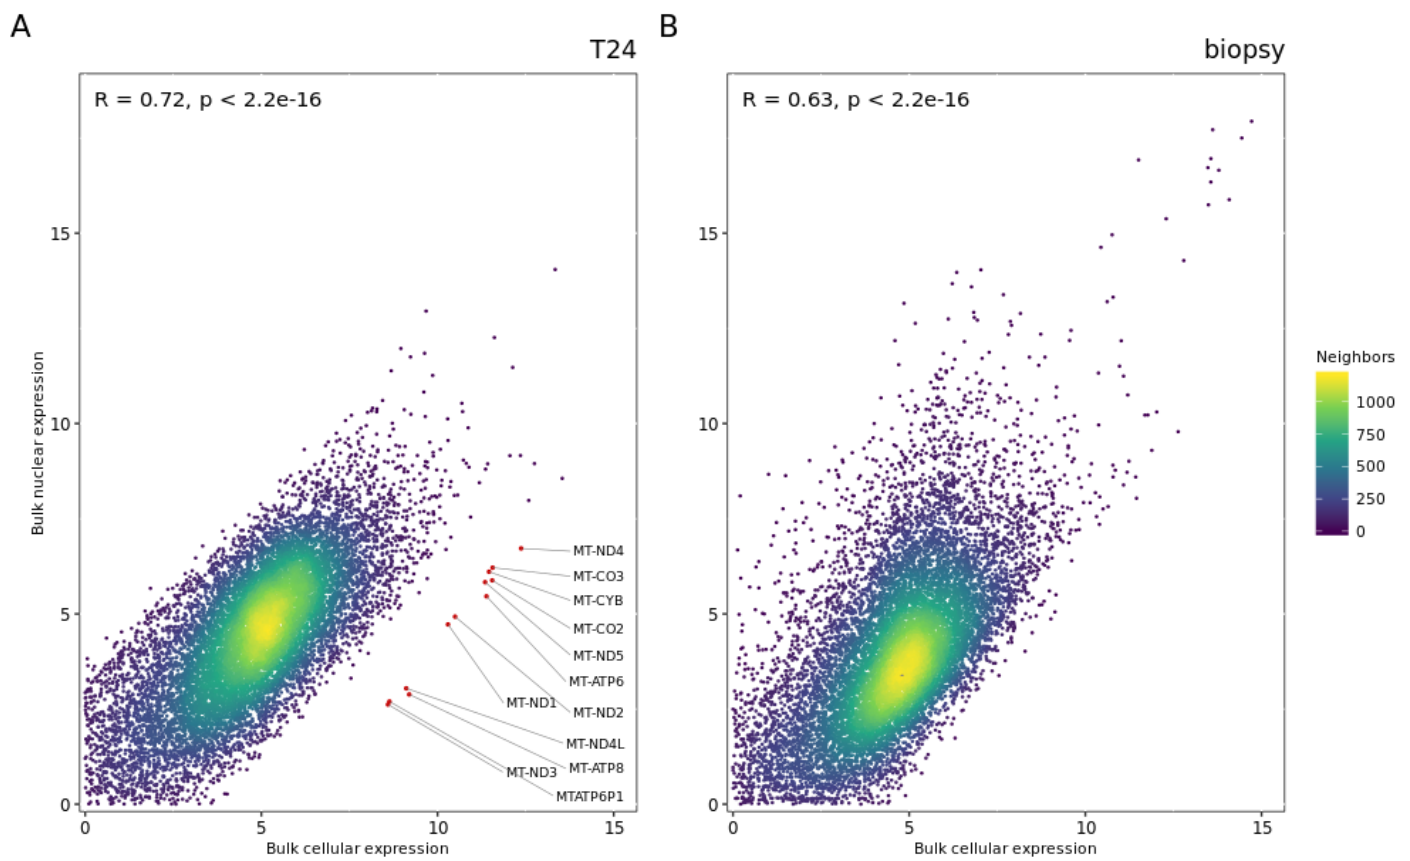 A
T24
R = 0.72, p < 2.2e-16
Bulk nuclear expression
15
10
5
0
0
5
10
15
Bulk cellular expression
MT-ND4
MT-CO3
MT-CYB
MT-CO2
MT-ND5
MT-ATP6
MT-ND1
MT-ND2
MT-ND4L
MT-ATP8
MT-ND3
MTATP6P1
B
biopsy
R = 0.63, p < 2.2e-16
15
10
5
0
0
5
10
15
Bulk cellular expression
Neighbors
1000
750
500
250
0